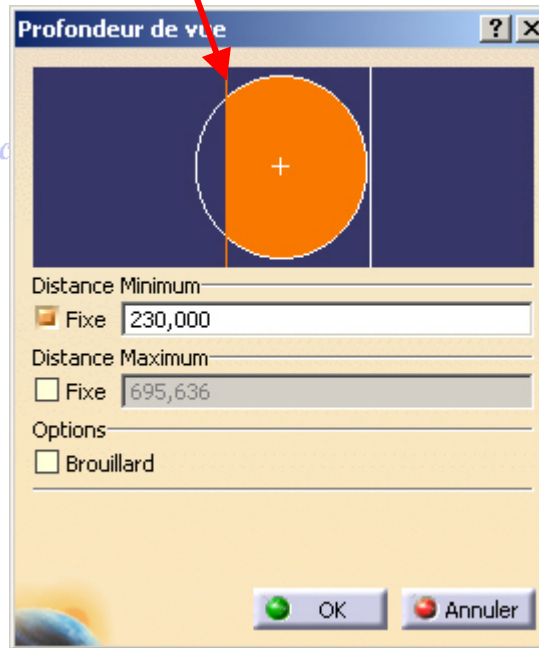 Profondeur de vue
Distance Minimum
Fixe 230,000
Distance Maximum
Fixe 695,636
Options
Brouillard
OK Annuler